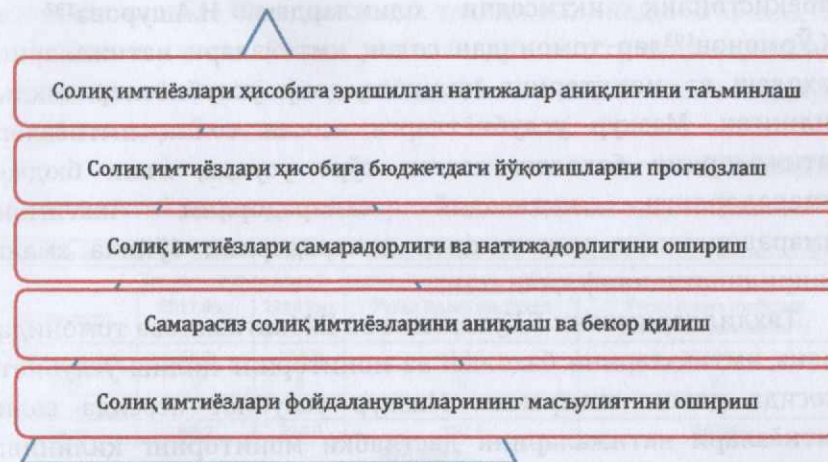 Солиқ имтиёзлари ҳисобига эришилган натижалар аниқлигини таъминлаш
Солиқ имтиёзлари ҳисобига бюджетдаги йўқотишларни прогнозлаш
Солиқ имтиёзлари самарадорлиги ва натижадорлигини ошириш
Самарасиз солиқ имтиёзларини аниқлаш ва бекор қилиш
Солиқ имтиёзлари фойдаланувчиларининг масъулиятини ошириш